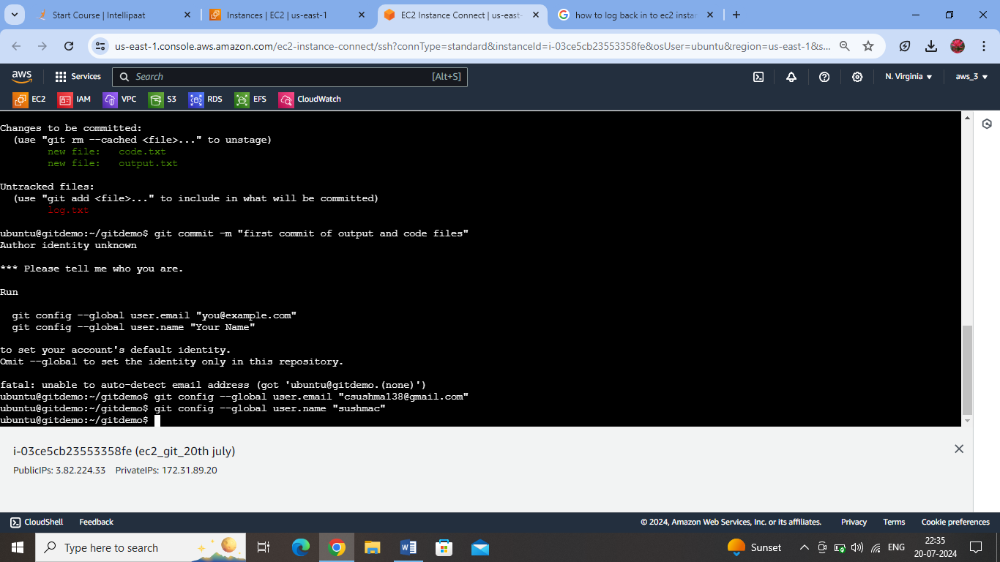 Start Course | Intellipaat
Instances | EC2 | us-east-1
EC2 Instance Connect | us-east-
how to log back in to ec2 instan
us-east-1.console.aws.amazon.com/ec2-instance-connect/ssh?connType=standard&instanceId=i-03ce5cb23553358fe&osUser=ubuntu&region=us-east-1&s...
aws
Services
Search
[Alt+S]
N. Virginia
aws_3
EC2
IAM
VPC
S3
RDS
EFS
CloudWatch
Changes to be committed:
(use "git rm --cached <file>..." to unstage)
new file:   code.txt
new file:   output.txt
Untracked files:
(use "git add <file>..." to include in what will be committed)
log.txt
ubuntu@gitdemo:~/gitdemo$ git commit -m "first commit of output and code files"
Author identity unknown
*** Please tell me who you are.
Run
git config --global user.email "you@example.com"
git config --global user.name "Your Name"
to set your account's default identity.
Omit --global to set the identity only in this repository.
fatal: unable to auto-detect email address (got 'ubuntu@gitdemo.(none)')
ubuntu@gitdemo:~/gitdemo$ git config --global user.email "csushma138@gmail.com"
ubuntu@gitdemo:~/gitdemo$ git config --global user.name "sushmac"
ubuntu@gitdemo:~/gitdemo$
i-03ce5cb23553358fe (ec2_git_20th july)
PublicIPs: 3.82.224.33 PrivateIPs: 172.31.89.20
CloudShell
Feedback
© 2024, Amazon Web Services, Inc. or its affiliates.
Privacy
Terms
Cookie preferences
Type here to search
Sunset
ENG
22:35
20-07-2024